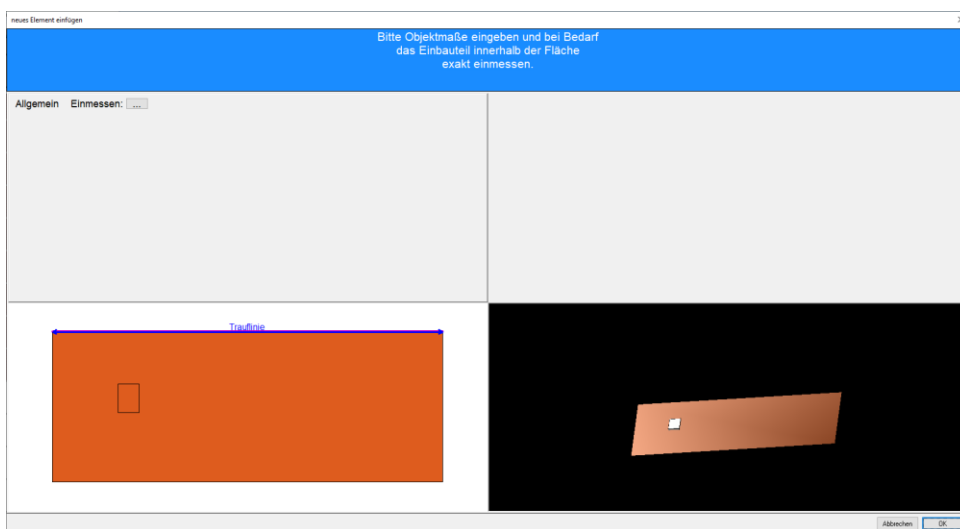 neues Element einfügen
Bitte Objektmaße eingeben und bei Bedarf
das Einbauteil innerhalb der Fläche
exakt einmessen.
Allgemein Einmessen: ...
Trauflinie
Abbrechen OK